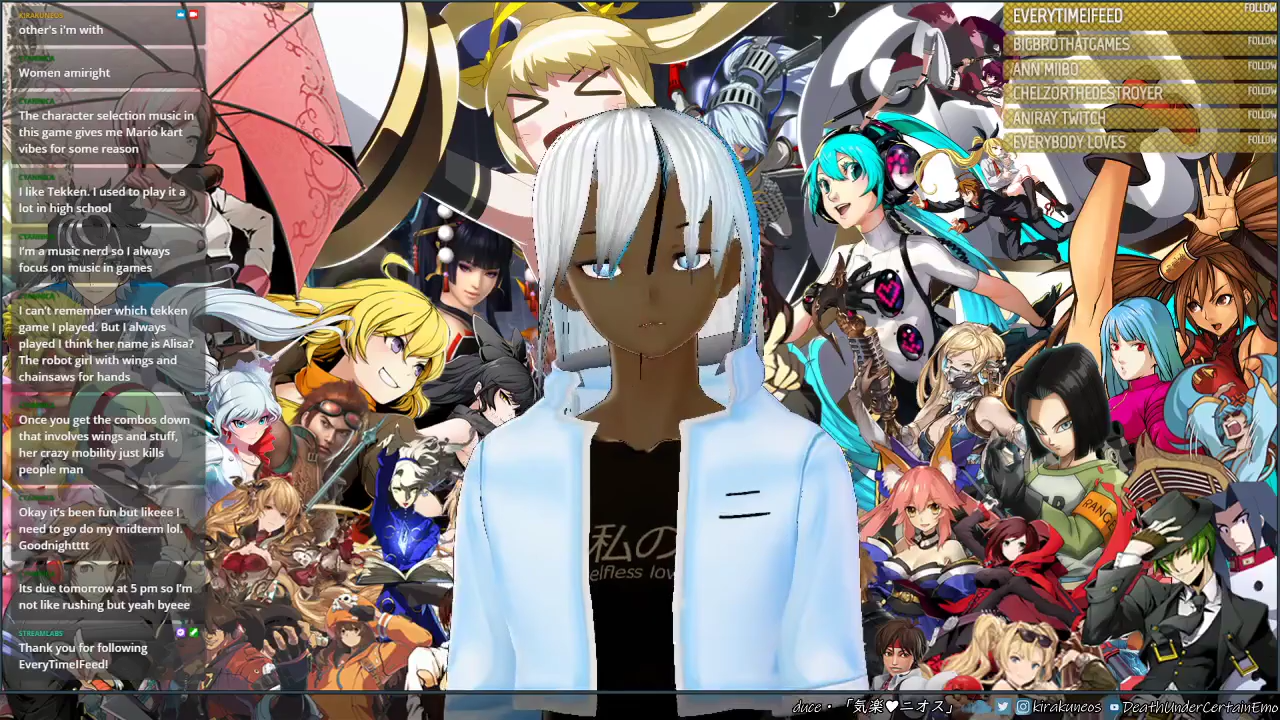 KIRAKUNEOS
other's i'm with
Women amiright
The character selection music in
this game gives me Mario kart
vibes for some reason
I like Tekken. I used to play it a
lot in high school
I'm a music nerd so I always
focus on music in games
I can't remember which tekken
game I played. But I always
played I think her name is Alisa?
The robot girl with wings and
chainsaws for hands
Once you get the combos down
that involves wings and stuff,
her crazy mobility just kills
people man
Okay it's been fun but likeee I
need to go do my midterm lol.
Goodnightttt
Its due tomorrow at 5 pm so I'm
not like rushing but yeah byeee
STREAMLABS
Thank you for following
EveryTimeIFeed!
EVERYTIMEIFEED FOLLOW
BIGBROTHATGAMES FOLLOW
ANN MIIBO FOLLOW
CHELZORTHEDESTROYER FOLLOW
ANIRAY TWITCH FOLLOW
EVERYBODY LOVES FOLLOW
私の
elfless lov
RANG
duce •「気楽♥ニオス」
kirakuneos
DeathUnderCertainEmo